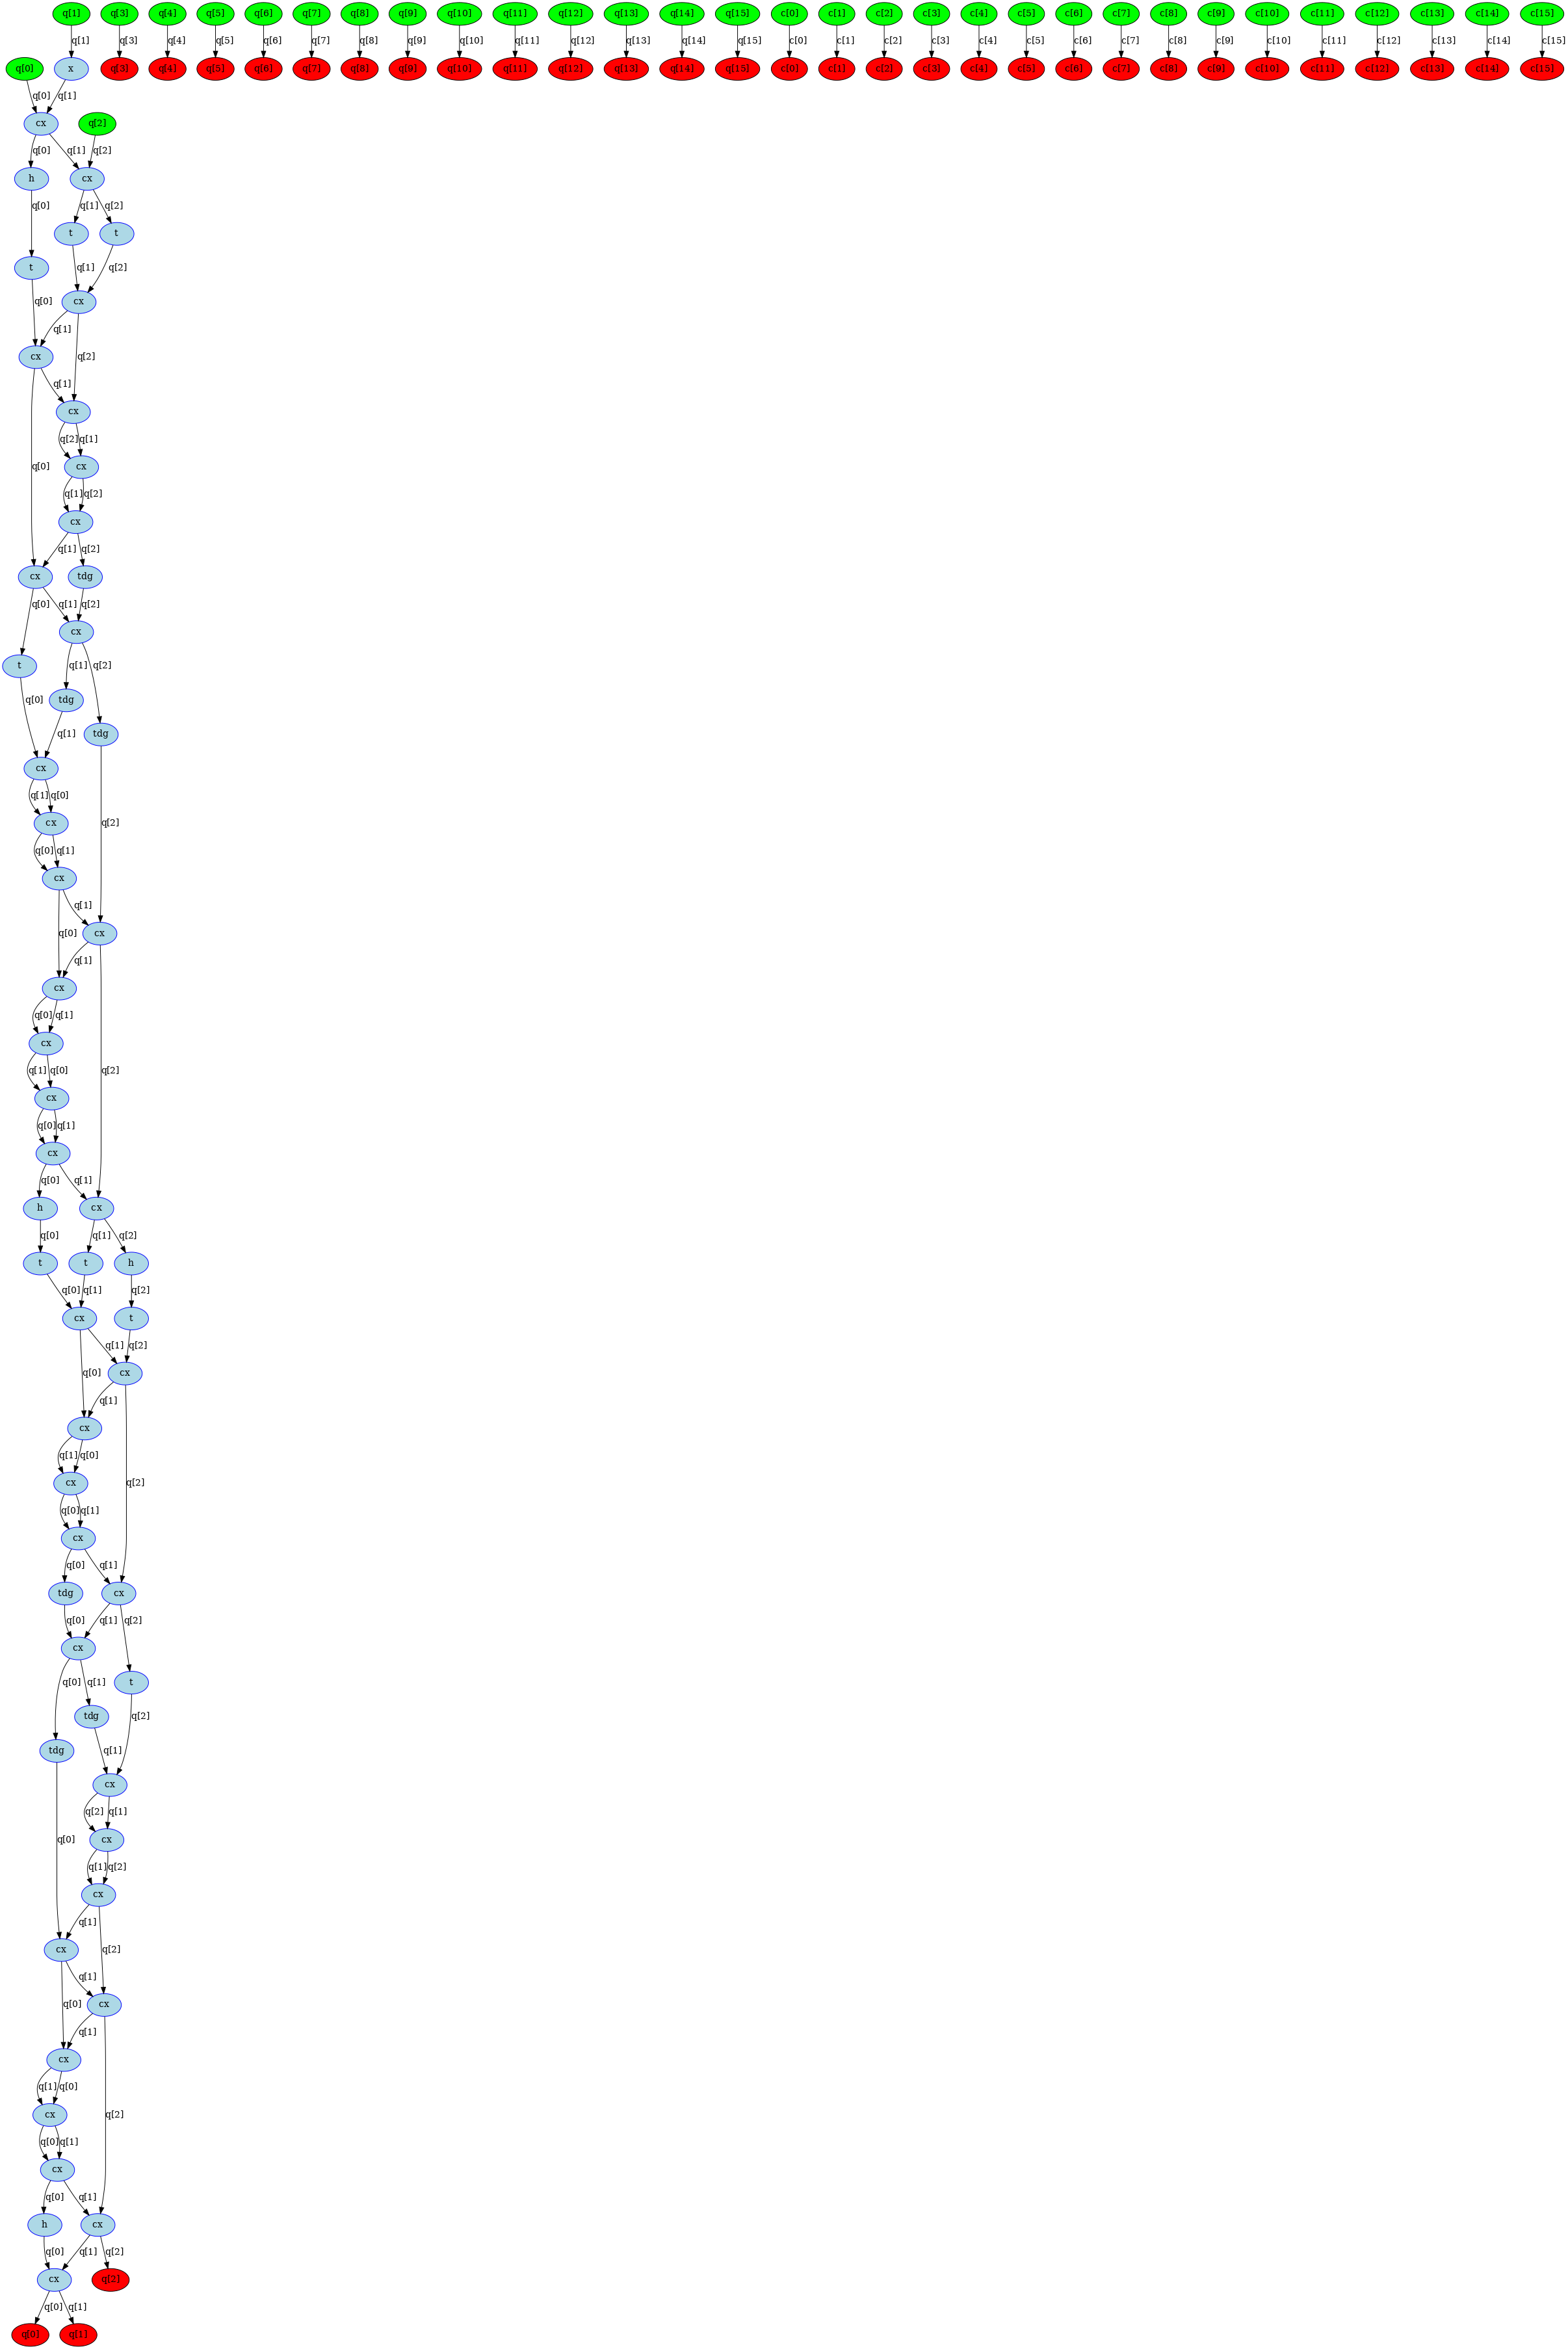 q[1] q[3] q[4] q[5] q[6] q[7] q[8] q[9] q[10] q[11] q[12] q[13] q[14] q[15] c[0] c[1] c[2] c[3] c[4] c[5] c[6] c[7] c[8] c[9] c[10] c[11] c[12] c[13] c[14] c[15]
q[1] q[3] q[4] q[5] q[6] q[7] q[8] q[9] q[10] q[11] q[12] q[13] q[14] q[15] c[0] c[1] c[2] c[3] c[4] c[5] c[6] c[7] c[8] c[9] c[10] c[11] c[12] c[13] c[14] c[15]
q[0] x q[3] q[4] q[5] q[6] q[7] q[8] q[9] q[10] q[11] q[12] q[13] q[14] q[15] c[0] c[1] c[2] c[3] c[4] c[5] c[6] c[7] c[8] c[9] c[10] c[11] c[12] c[13] c[14] c[15]
q[0] q[1]
cx q[2]
q[0] q[1] q[2]
h cx
q[0] q[1] q[2]
t t
t q[1] q[2]
q[0] cx
q[1]
cx q[2]
q[1]
cx
q[2] q[1]
q[0] cx
q[1] q[2]
cx
q[1] q[2]
cx tdg
q[0] q[1] q[2]
cx
t q[1] q[2]
q[0] tdg
q[1] tdg
cx
q[1] q[0]
cx q[2]
q[0] q[1]
cx
q[1]
q[0] cx
q[1]
cx
q[0] q[1]
cx
q[1] q[0] q[2]
cx
q[0] q[1]
cx
q[0] q[1]
h cx
q[0] q[1] q[2]
t t h
q[0] q[1] q[2]
cx t
q[1] q[2]
q[0] cx
q[1]
cx
q[1] q[0]
cx q[2]
q[0] q[1]
cx
q[0] q[1]
tdg cx
q[0] q[1] q[2]
cx
q[0] q[1] t
tdg q[2]
tdg q[1]
cx
q[2] q[1]
q[0] cx
q[1] q[2]
cx
q[1]
cx q[2]
q[1]
q[0] cx
q[1]
cx
q[1] q[0]
cx q[2]
q[0] q[1]
cx
q[0] q[1]
h cx
q[0] q[1] q[2]
cx q[2]
q[0] q[1]
q[0] q[1]